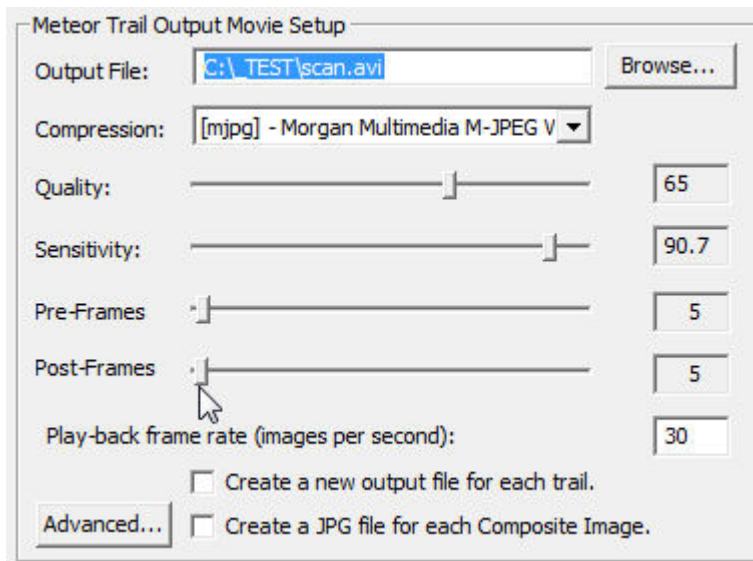 Meteor Trail Output Movie Setup
Output File: C:\_TEST\scan.avi Browse...
Compression: [mjpg] - Morgan Multimedia M-JPEG V
Quality: 65
Sensitivity: 90.7
Pre-Frames 5
Post-Frames 5
Play-back frame rate (images per second): 30
Create a new output file for each trail.
Advanced... Create a JPG file for each Composite Image.